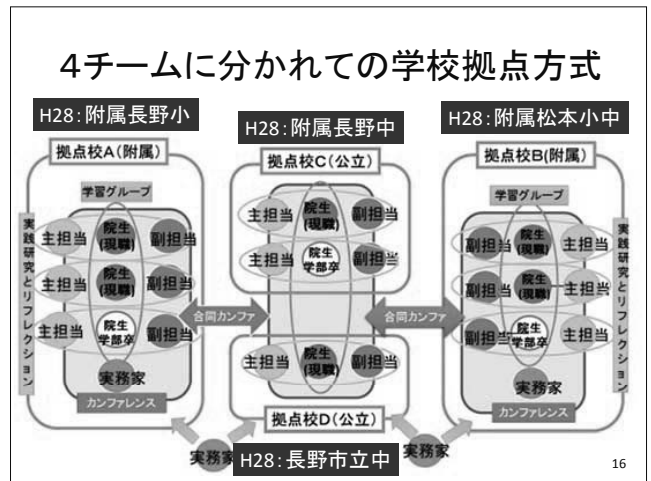 4チームに分かれての学校拠点方式
H28:附属長野小
H28:附属長野中
H28:附属松本小中
拠点校A(附属)
拠点校C(公立)
拠点校B(附属)
学習グループ
学習グループ
実践研究とリフレクション
主担当
院生
(現職)
副担当
主担当
院生
(現職)
副担当
主担当
院生
学部卒
副担当
実務家
カンファレンス
主担当
院生
(現職)
副担当
主担当
院生
学部卒
副担当
合同カンファ
合同カンファ
主担当
院生
(現職)
副担当
拠点校D(公立)
副担当
院生
(現職)
主担当
副担当
院生
(現職)
主担当
副担当
院生
学部卒
主担当
実務家
カンファレンス
実践研究とリフレクション
実務家
H28:長野市立中
実務家
16